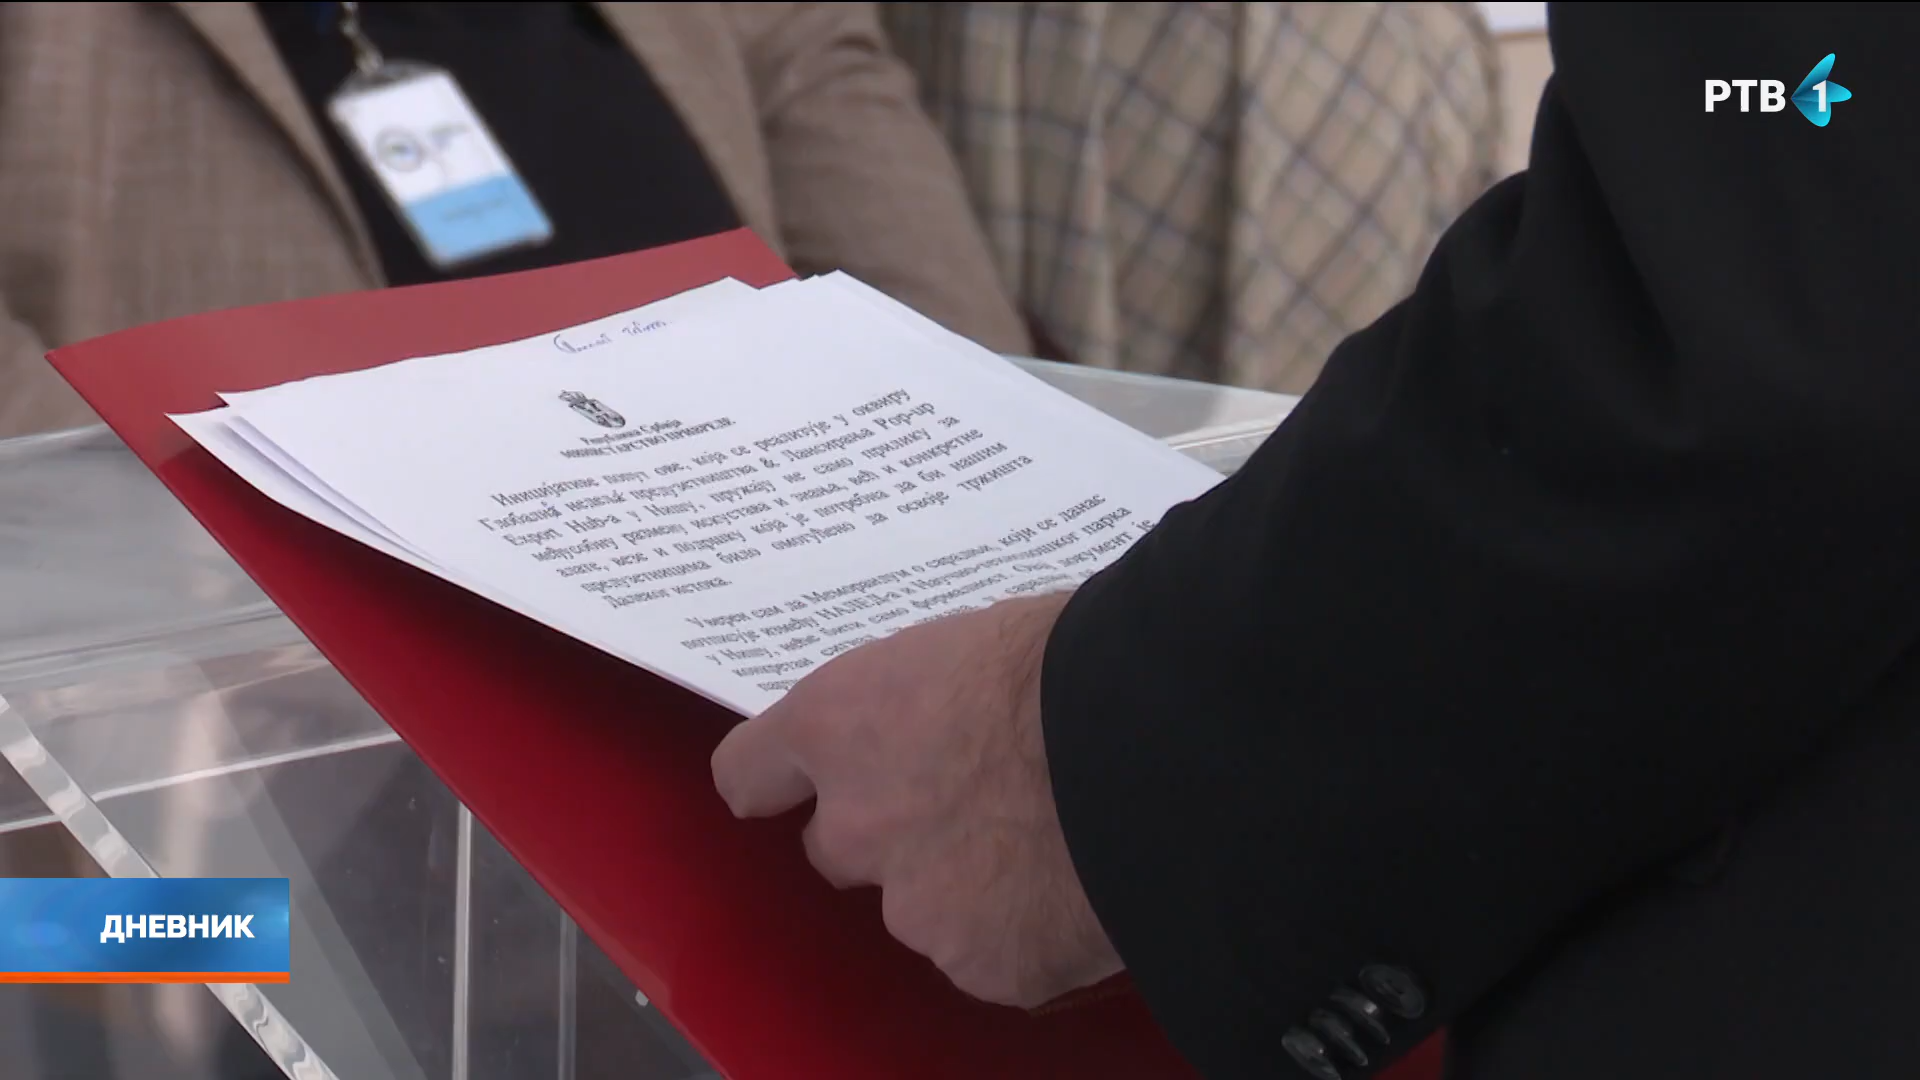 РТВ 1
Република Србија
МИНИСТАРСТВО ПРИВРЕДЕ
Иницијативе попут ове, која се реализује у оквиру
Глобалне недеље предузетништва & Лансирања Pop-up
Export Hub-а у Нишу, пружају не само прилику за
међусобну размену искустава и знања, већ и конкретне
алате, везе и подршку која је потребна да би нашим
предузетницима било омогућено да освоје тржишта
Далеког истока.
Уверен сам да Меморандум о сарадњи, који се данас
потписује између НАЛЕД-а и Научно-технолошког парка
у Нишу, неће бити само формалност. Овај документ је
конкретан сигнал
ДНЕВНИК